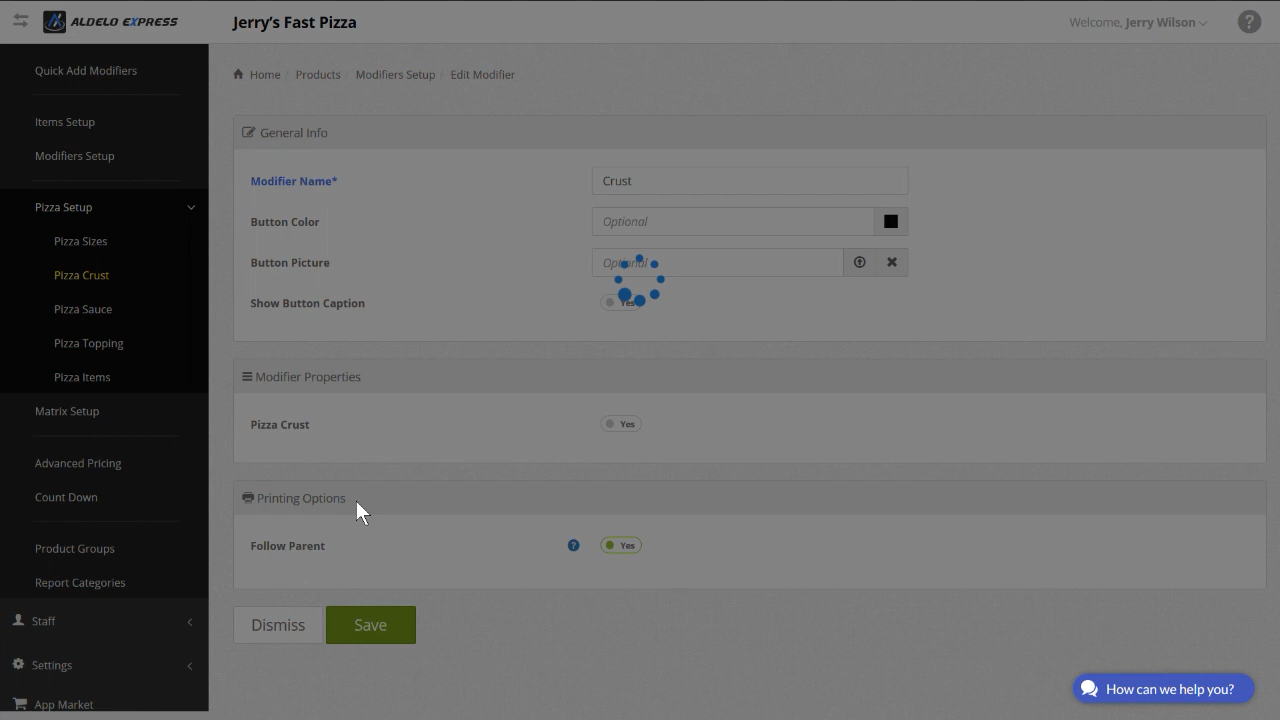 ALDELO EXPRESS
Jerry's Fast Pizza
Welcome, Jerry Wilson
?
Quick Add Modifiers
Items Setup
Modifiers Setup
Pizza Setup
Pizza Sizes
Pizza Crust
Pizza Sauce
Pizza Topping
Pizza Items
Matrix Setup
Advanced Pricing
Count Down
Product Groups
Report Categories
Staff
Settings
App Market
Home / Products / Modifiers Setup / Edit Modifier
General Info
Modifier Name* Crust
Button Color Optional
Button Picture Optional
Show Button Caption Yes
Modifier Properties
Pizza Crust Yes
Printing Options
Follow Parent ? Yes
Dismiss Save
How can we help you?